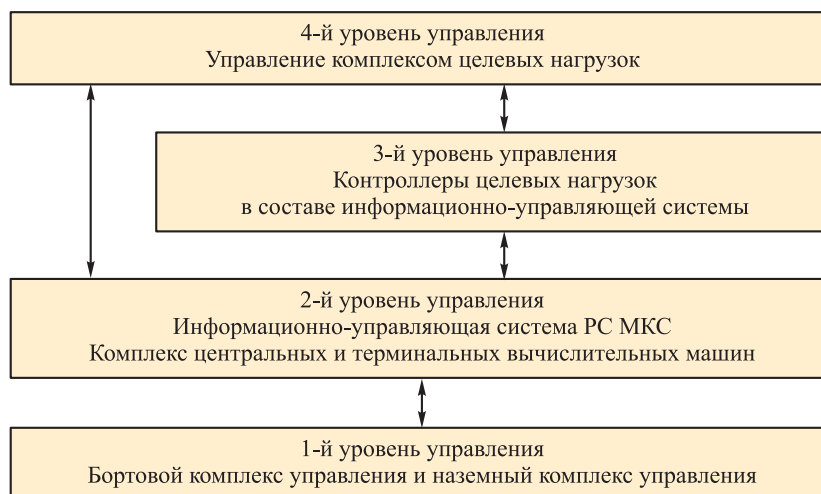 4-й уровень управления
Управление комплексом целевых нагрузок
3-й уровень управления
Контроллеры целевых нагрузок
в составе информационно-управляющей системы
2-й уровень управления
Информационно-управляющая система РС МКС
Комплекс центральных и терминальных вычислительных машин
1-й уровень управления
Бортовой комплекс управления и наземный комплекс управления